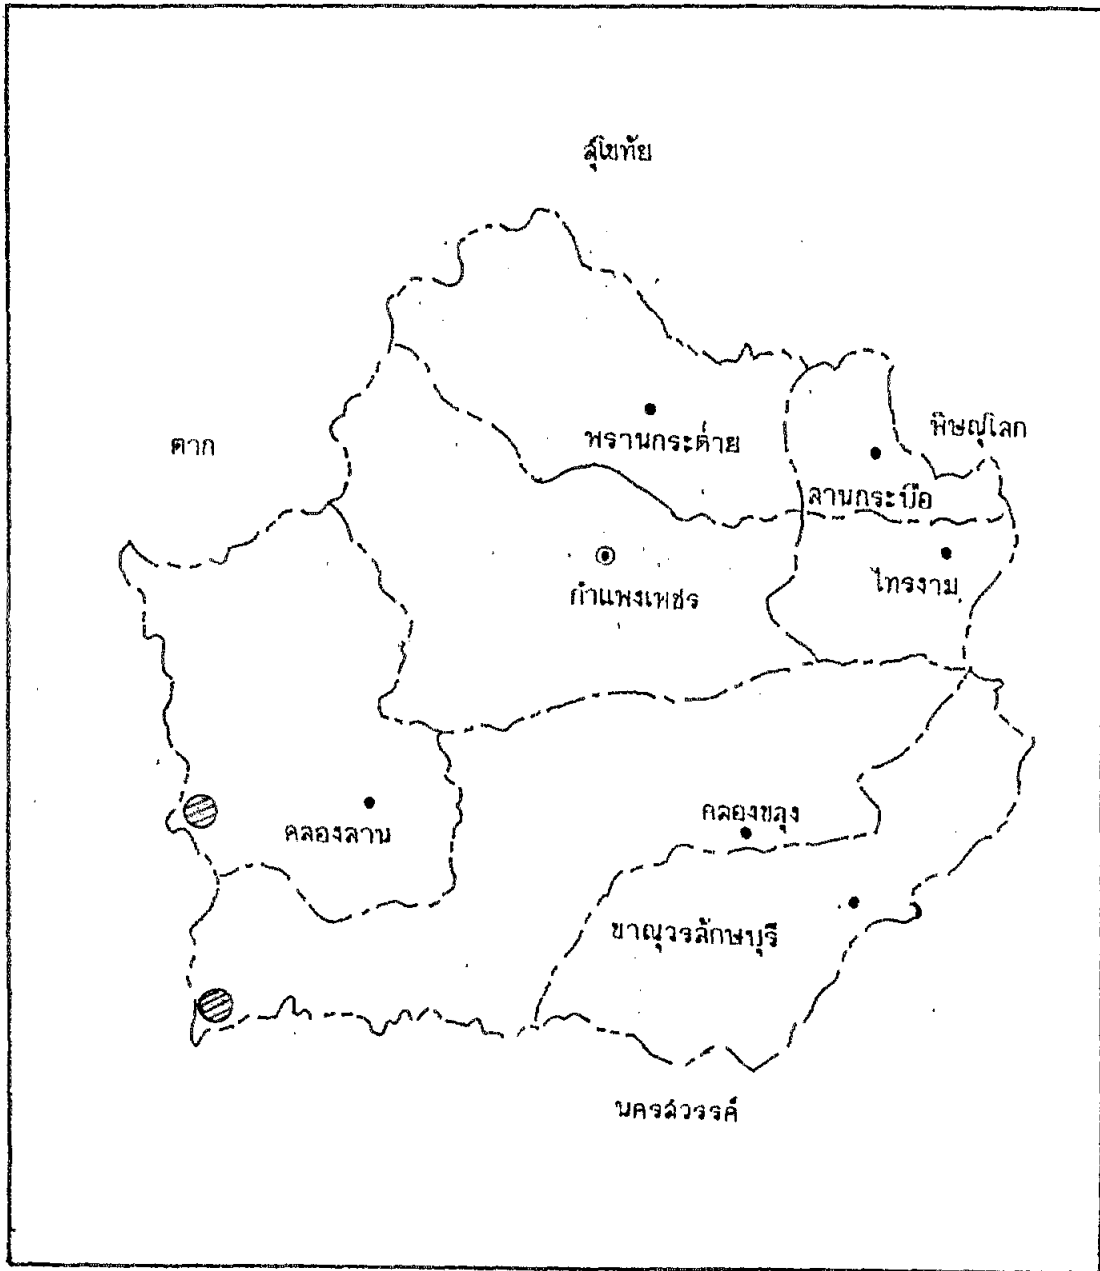 สุโขทัย
ตาก
พรานกระต่าย
พิษณุโลก
ลานกระบือ
ไทรงาม
กำแพงเพชร
คลองขลุง
คลองลาน
ขาณุวรลักษบุรี
นครสวรรค์